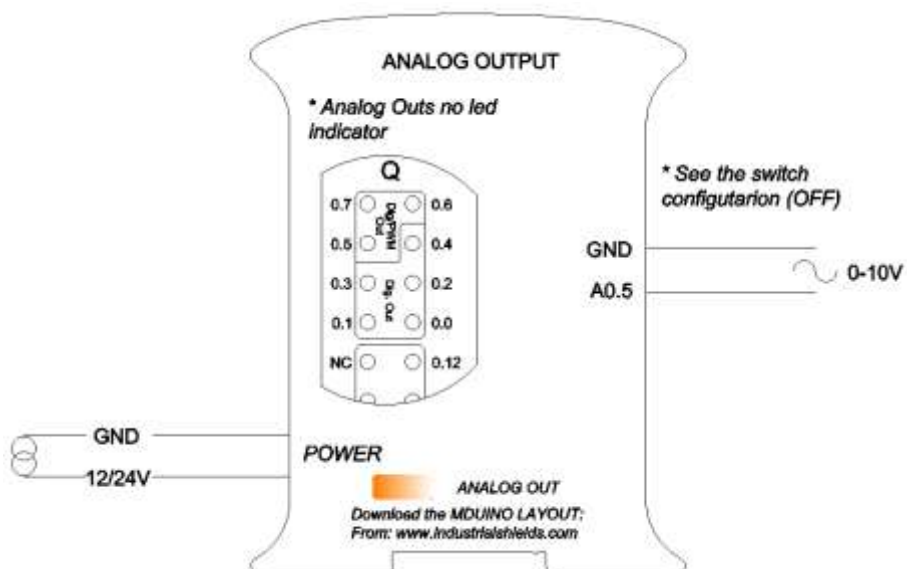 ANALOG OUTPUT
* Analog Outs no led
indicator
* See the switch
configutarion (OFF)
Q
0.7
0.6
Dig/PWM
Out
0.5
0.4
0.3
0.2
Dig. Out
0.1
0.0
NC
0.12
GND
A0.5
0-10V
GND
12/24V
POWER
ANALOG OUT
Download the MDUINO LAYOUT:
From: www.industrialshields.com